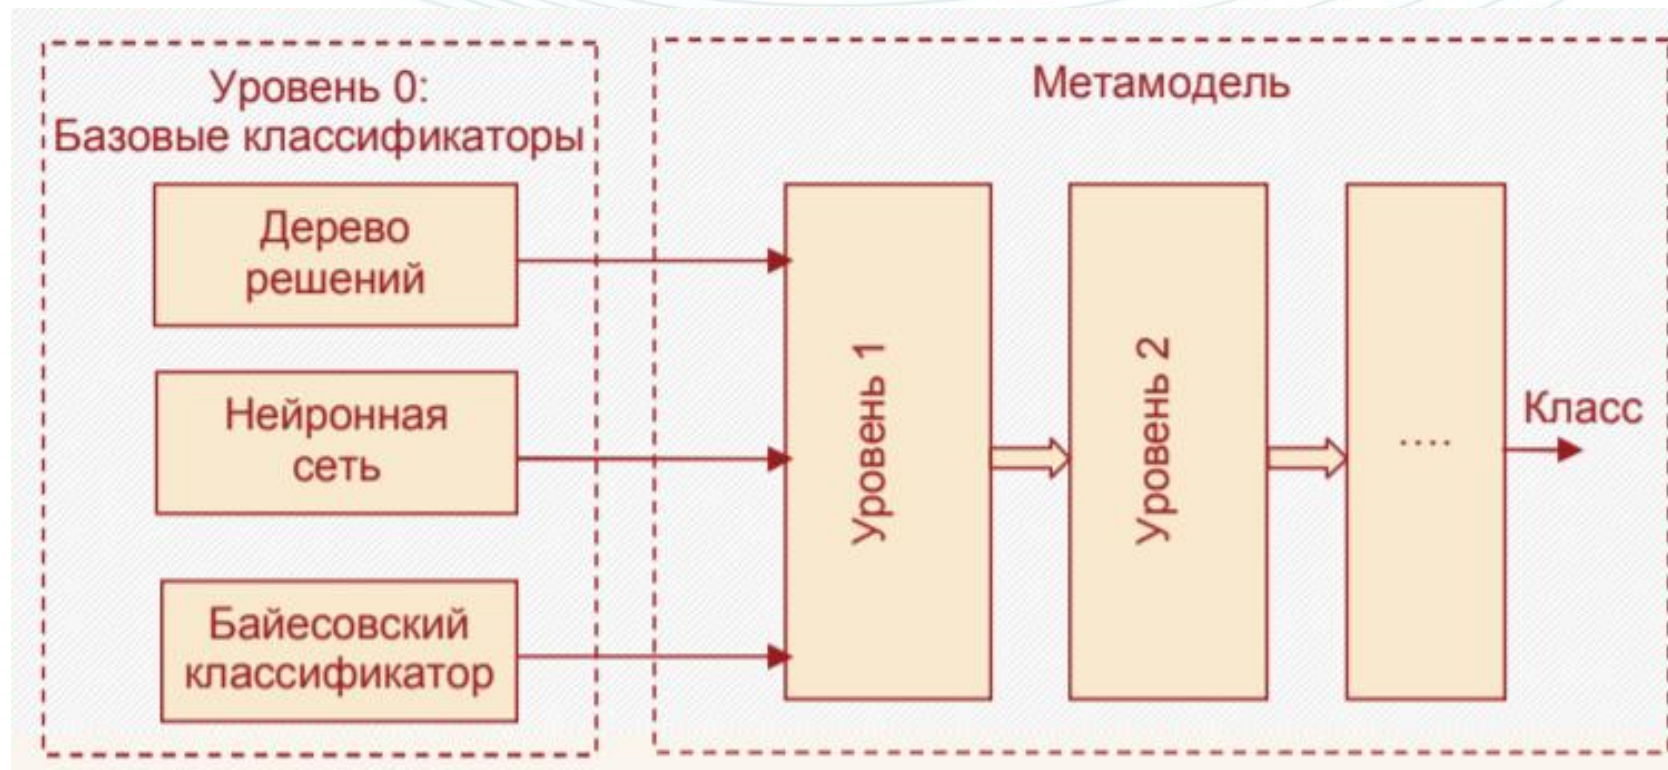 Уровень 0:
Базовые классификаторы
Дерево
решений
Нейронная
сеть
Байесовский
классификатор
Метамодель
Уровень 1
Уровень 2
....
Класс